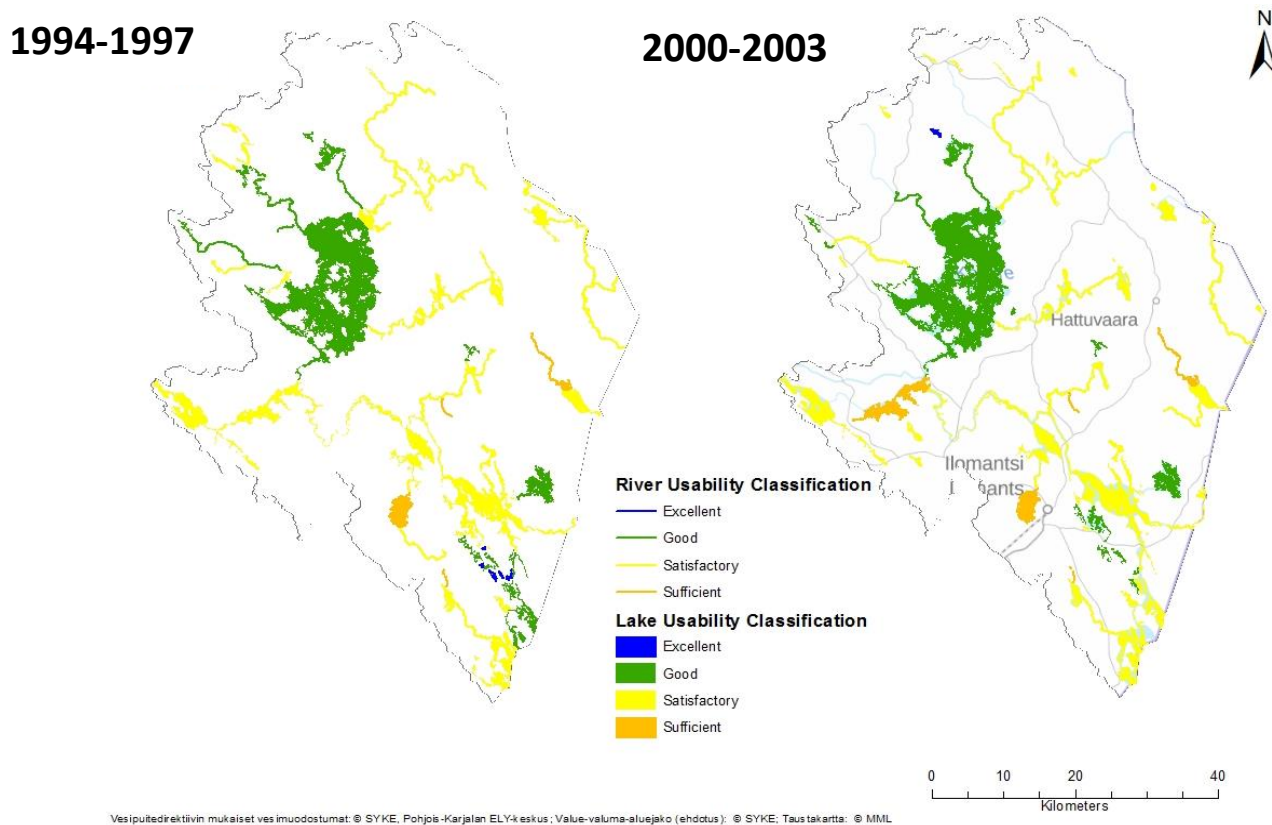 1994-1997
2000-2003
N
Hattuvaara
Ilomantsi
River Usability Classification
Excellent
Good
Satisfactory
Sufficient
Lake Usability Classification
Excellent
Good
Satisfactory
Sufficient
0 10 20 40
Kilometers
Vesipuitedirektiivin mukaiset vesimuodostumat: © SYKE, Pohjois-Karjalan ELY-keskus; Value-valuma-aluejako (ehdotus): © SYKE; Taustakartta: © MML